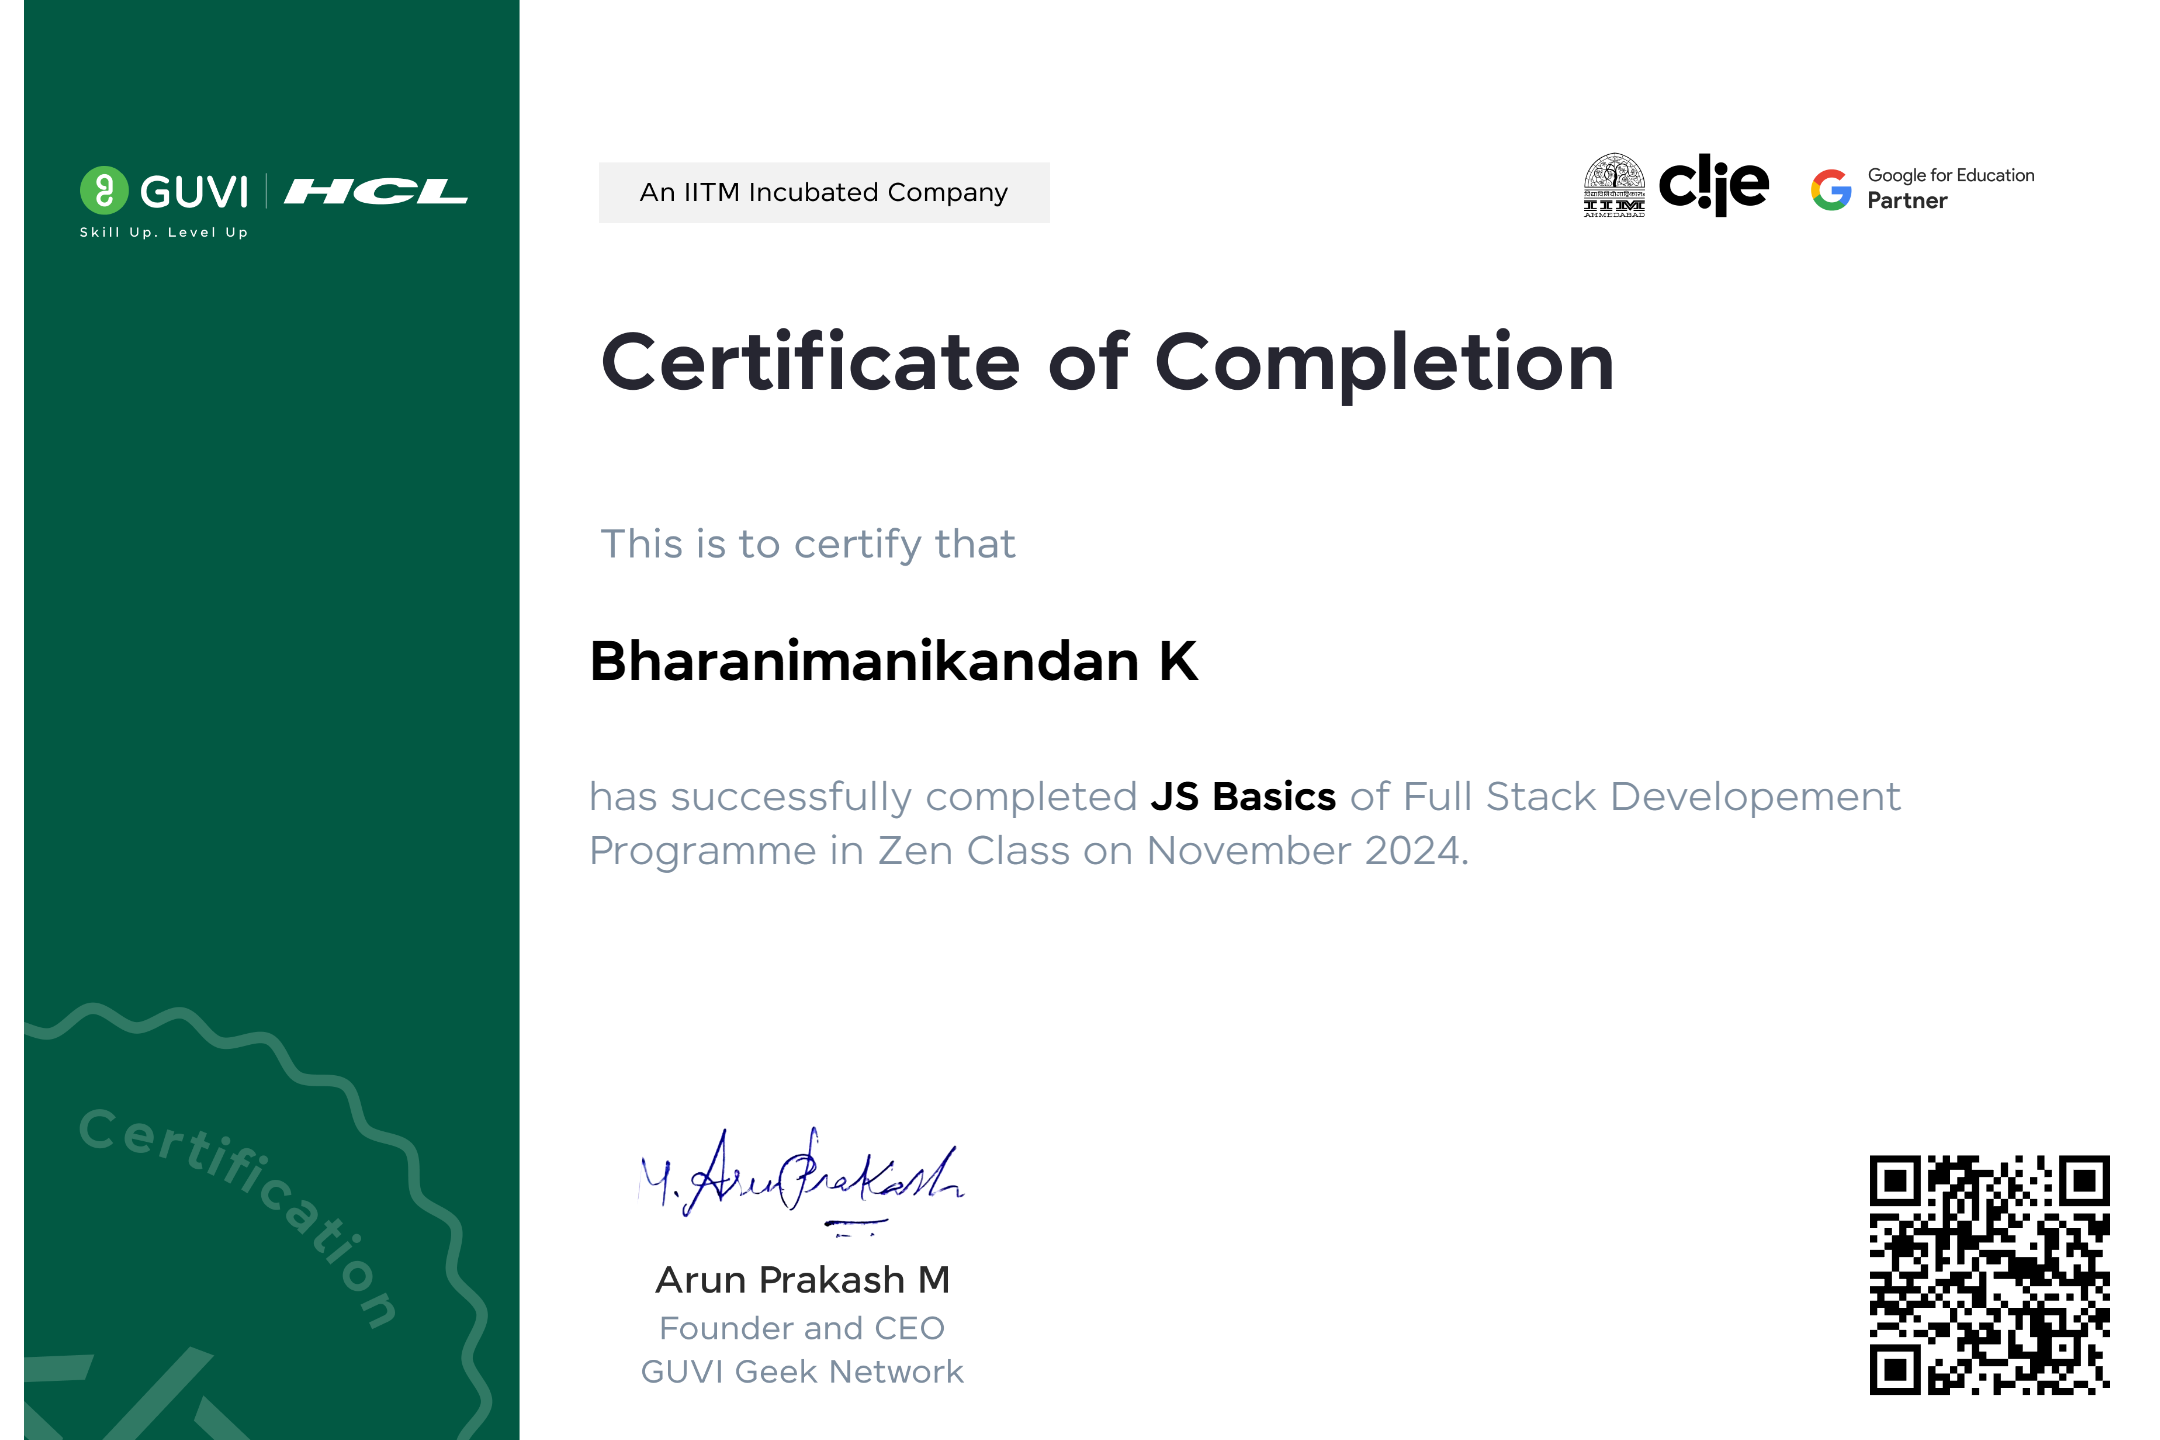 GUVI | HCL
Skill Up. Level Up
An IITM Incubated Company
IIM
AHMEDABAD
c!ie
Google for Education
Partner
Certificate of Completion
This is to certify that
Bharanimanikandan K
has successfully completed JS Basics of Full Stack Developement
Programme in Zen Class on November 2024.
Certification
M. Arun Prakash
Arun Prakash M
Founder and CEO
GUVI Geek Network